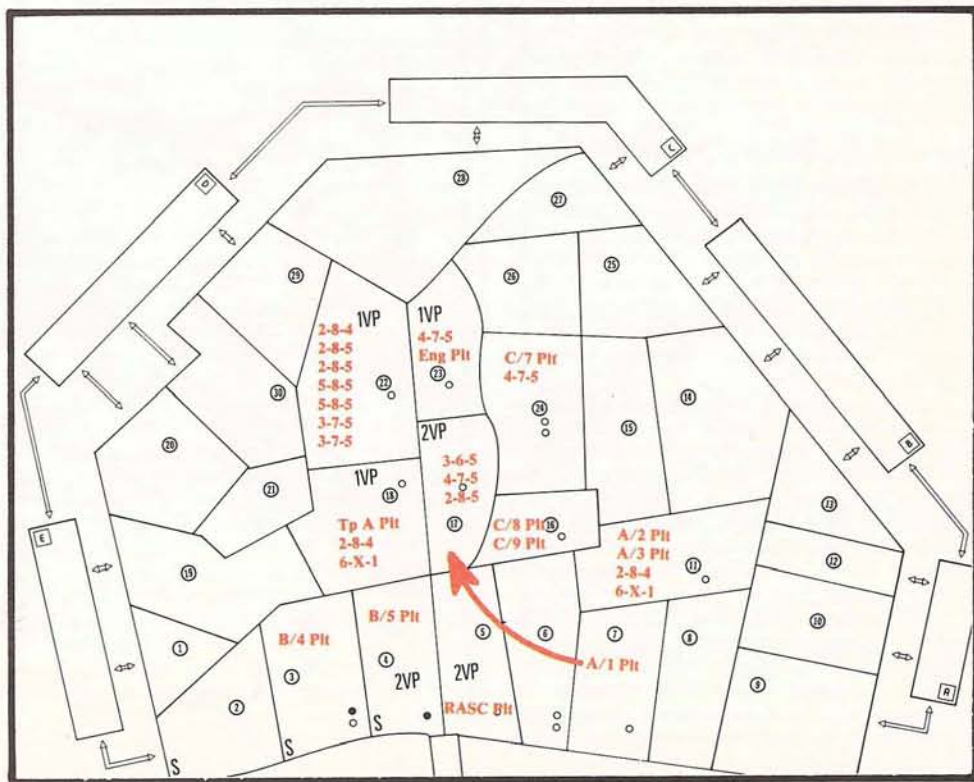 D
C
28
27
29
26
25
1VP
2-8-4
2-8-5
2-8-5
5-8-5
5-8-5
3-7-5
3-7-5
22
1VP
4-7-5
Eng Plt
23
C/7 Plt
4-7-5
24
30
20
21
14
15
B
2VP
3-6-5
4-7-5
2-8-5
17
1VP
18
Tp A Plt
2-8-4
6-X-1
C/8 Plt
C/9 Plt
16
A/2 Plt
A/3 Plt
2-8-4
6-X-1
11
13
12
10
E
19
1
2
S
B/4 Plt
3
S
B/5 Plt
4
2VP
S
5
2VP
RASC Plt
6
7
A/1 Plt
8
9
A